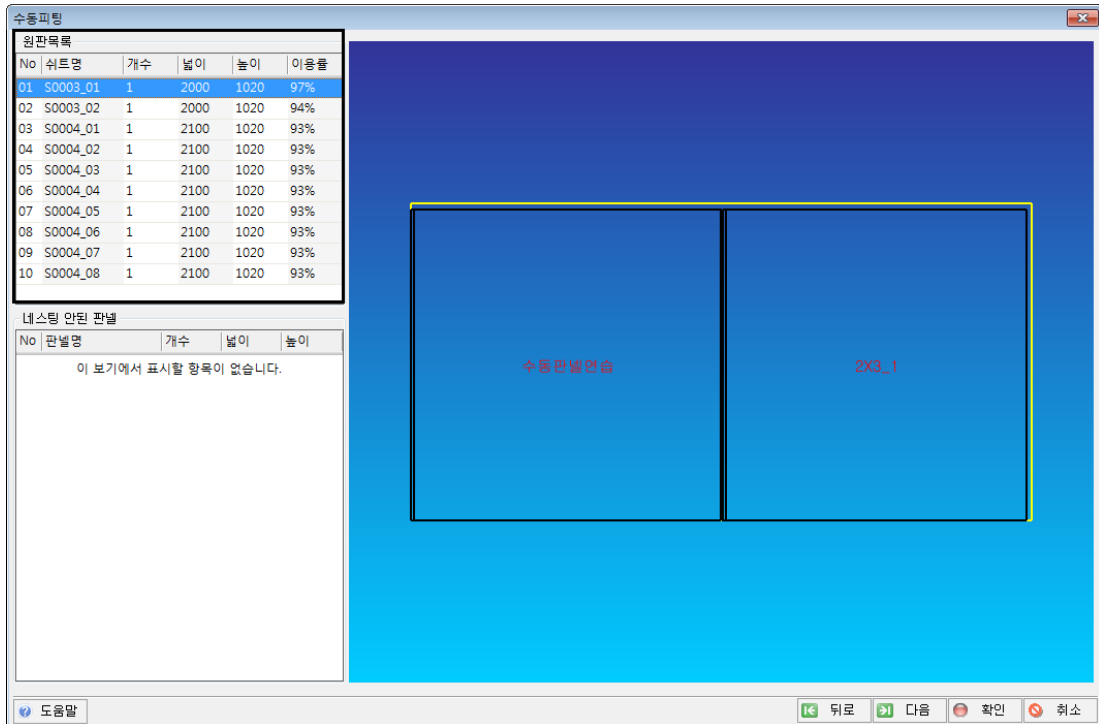 수동피팅
원판목록
No 쉬트명 개수 넓이 높이 이용률
01 S0003_01 1 2000 1020 97%
02 S0003_02 1 2000 1020 94%
03 S0004_01 1 2100 1020 93%
04 S0004_02 1 2100 1020 93%
05 S0004_03 1 2100 1020 93%
06 S0004_04 1 2100 1020 93%
07 S0004_05 1 2100 1020 93%
08 S0004_06 1 2100 1020 93%
09 S0004_07 1 2100 1020 93%
10 S0004_08 1 2100 1020 93%
네스팅 안된 판넬
No 판넬명 개수 넓이 높이
이 보기에서 표시할 항목이 없습니다.
수동판넬연습 2X3_1
도움말 뒤로 다음 확인 취소